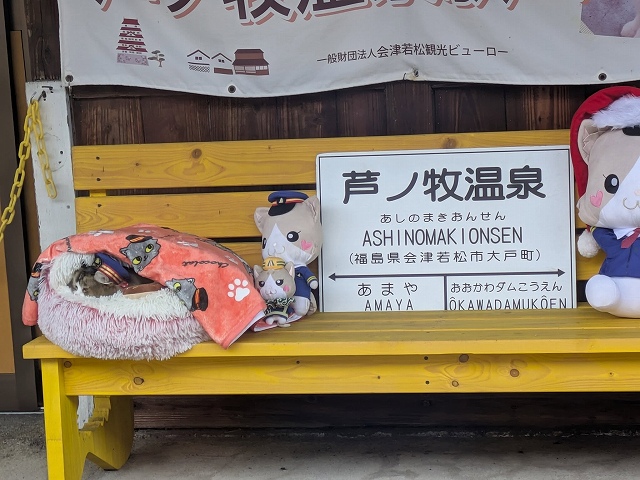 一般財団法人会津若松観光ビューロー
芦ノ牧温泉
あしのまきおんせん
ASHINOMAKIONSEN
(福島県会津若松市大戸町)
あまや
AMAYA
おおかわダムこうえん
ŌKAWADAMUKŌEN